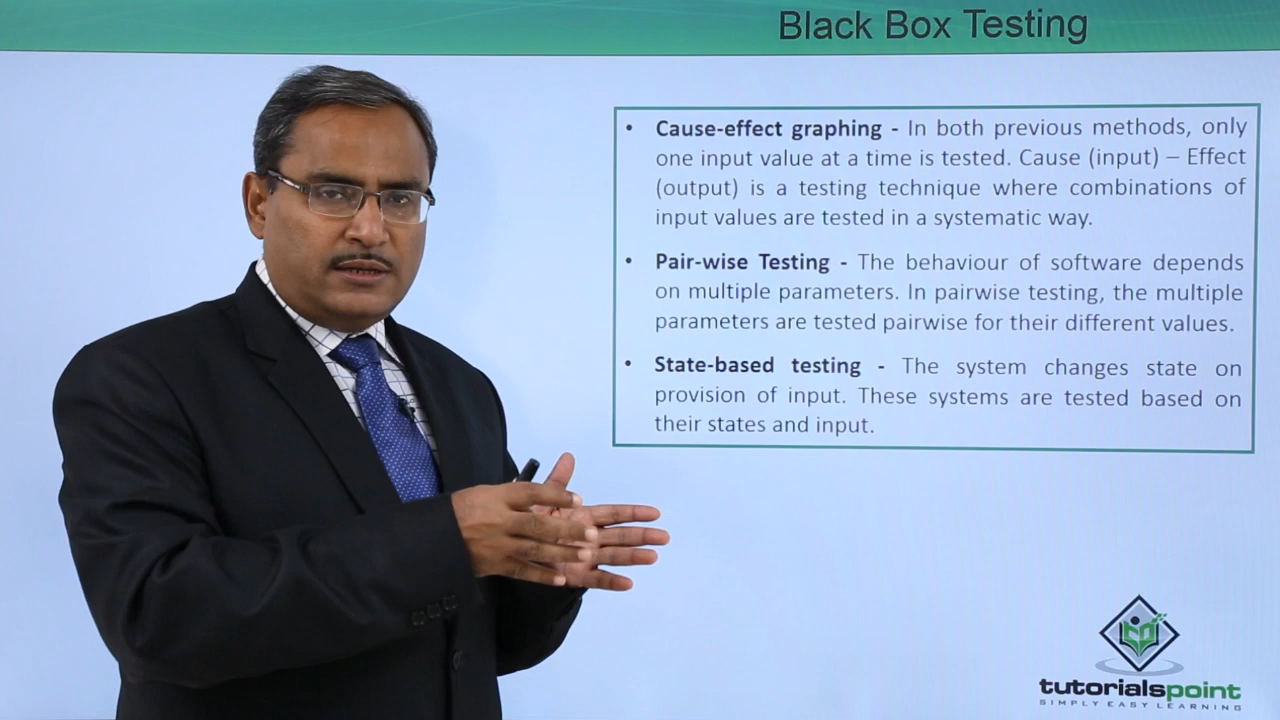 Black Box Testing
• Cause-effect graphing - In both previous methods, only
one input value at a time is tested. Cause (input) – Effect
(output) is a testing technique where combinations of
input values are tested in a systematic way.
• Pair-wise Testing - The behaviour of software depends
on multiple parameters. In pairwise testing, the multiple
parameters are tested pairwise for their different values.
• State-based testing - The system changes state on
provision of input. These systems are tested based on
their states and input.
tutorialspoint
SIMPLY EASY LEARNING